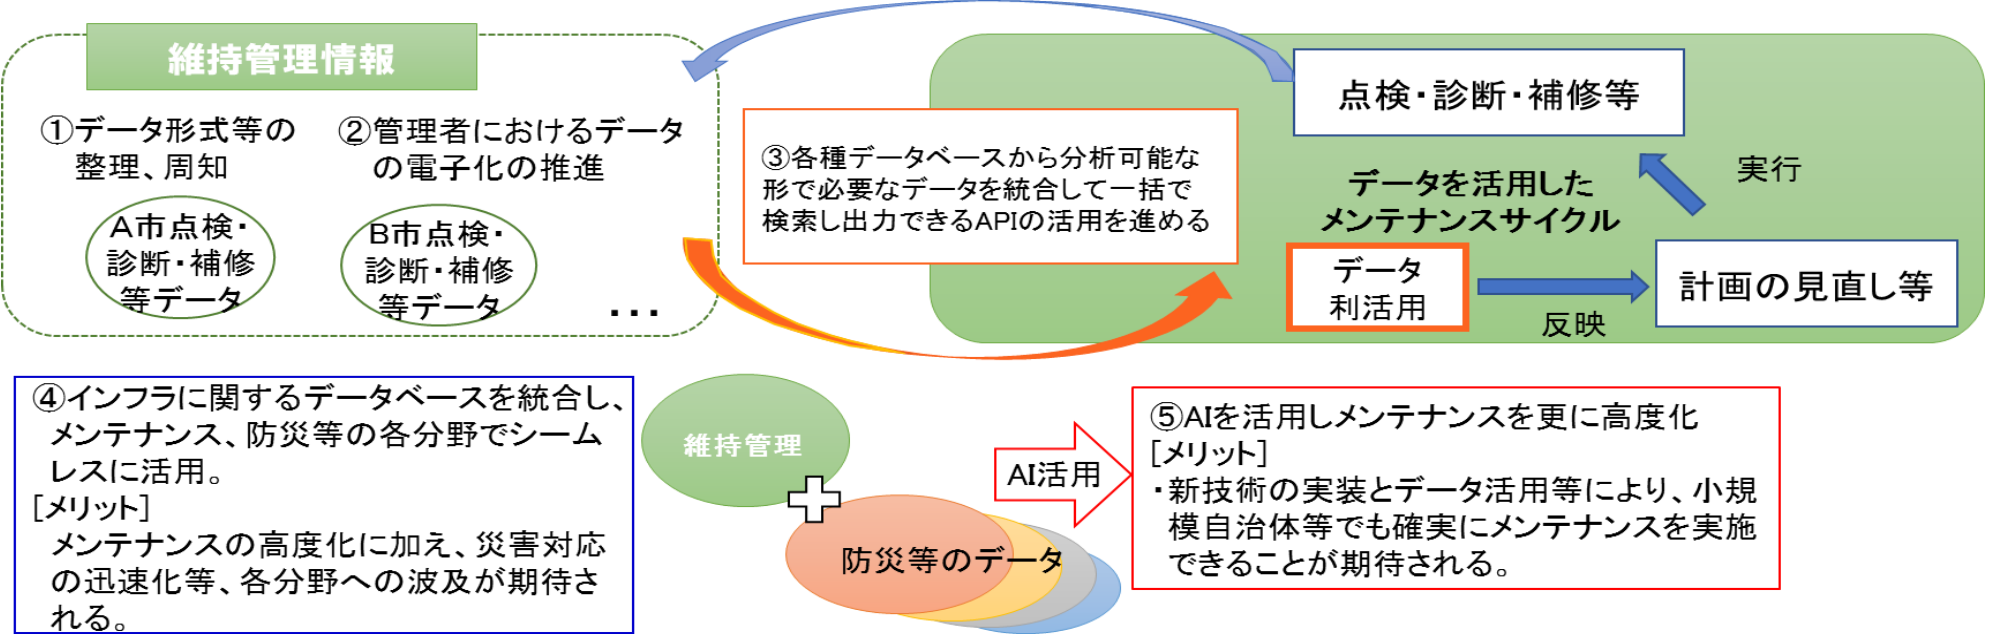 維持管理情報
①データ形式等の
整理、周知
②管理者におけるデータ
の電子化の推進
A市点検・
診断・補修
等データ
B市点検・
診断・補修
等データ
・・・
③各種データベースから分析可能な
形で必要なデータを統合して一括で
検索し出力できるAPIの活用を進める
点検・診断・補修等
実行
データを活用した
メンテナンスサイクル
データ
利活用
反映
計画の見直し等
④インフラに関するデータベースを統合し、
メンテナンス、防災等の各分野でシーム
レスに活用。
[メリット]
メンテナンスの高度化に加え、災害対応
の迅速化等、各分野への波及が期待さ
れる。
維持管理
防災等のデータ
AI活用
⑤AIを活用しメンテナンスを更に高度化
[メリット]
・新技術の実装とデータ活用等により、小規
模自治体等でも確実にメンテナンスを実施
できることが期待される。